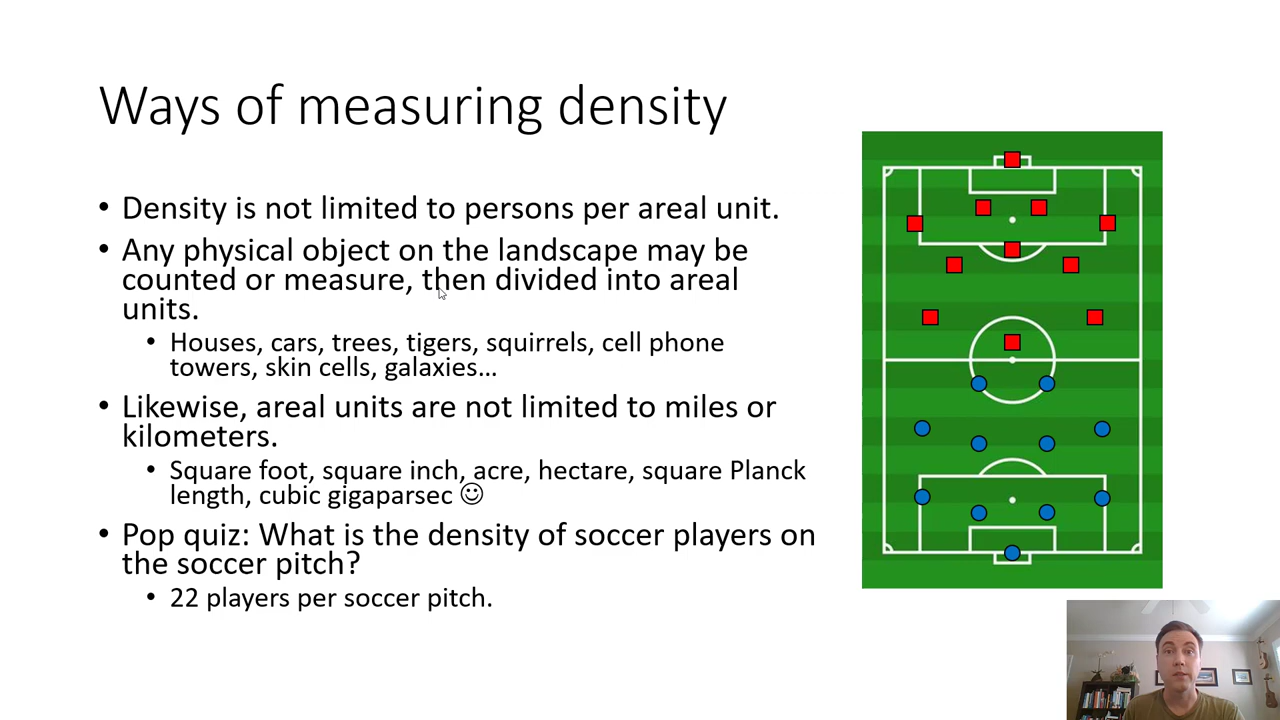 Ways of measuring density
• Density is not limited to persons per areal unit.
• Any physical object on the landscape may be
counted or measure, then divided into areal
units.
• Houses, cars, trees, tigers, squirrels, cell phone
towers, skin cells, galaxies…
• Likewise, areal units are not limited to miles or
kilometers.
• Square foot, square inch, acre, hectare, square Planck
length, cubic gigaparsec ☺
• Pop quiz: What is the density of soccer players on
the soccer pitch?
• 22 players per soccer pitch.